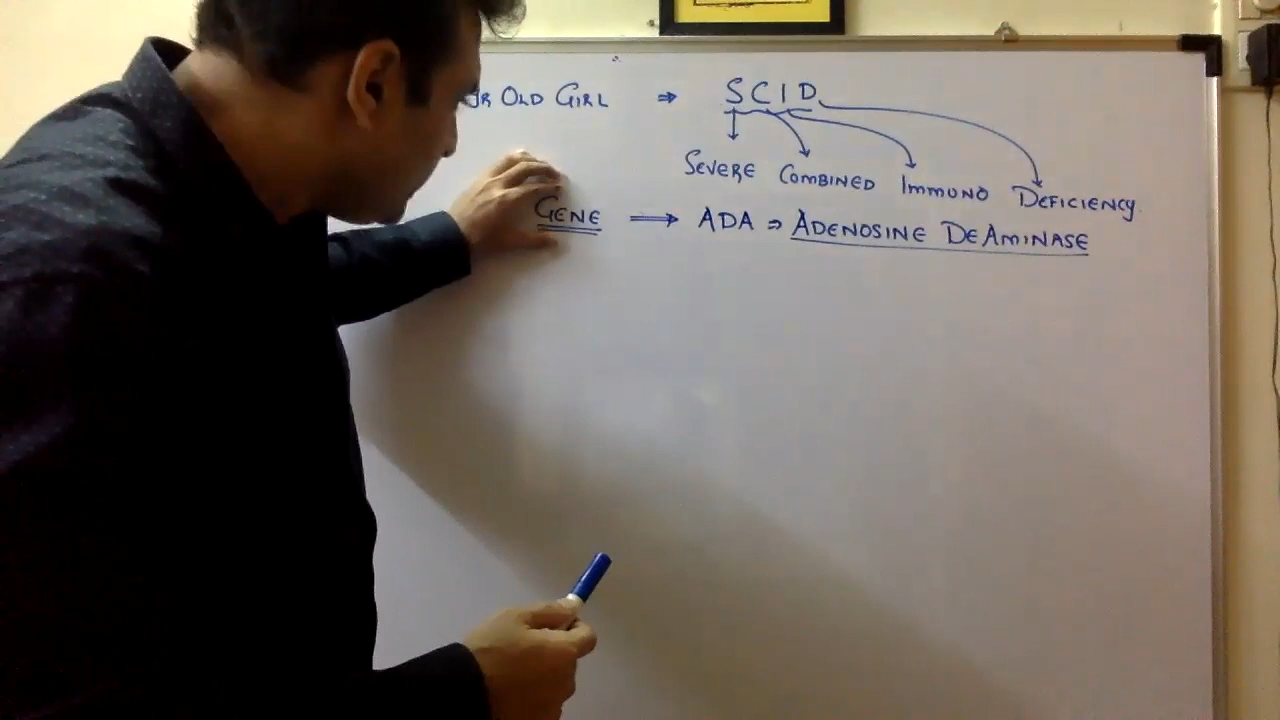 OLD GIRL ⇒ SCID
SEVERE COMBINED IMMUNO DEFICIENCY
GENE ⟹ ADA ⇒ ADENOSINE DEAMINASE